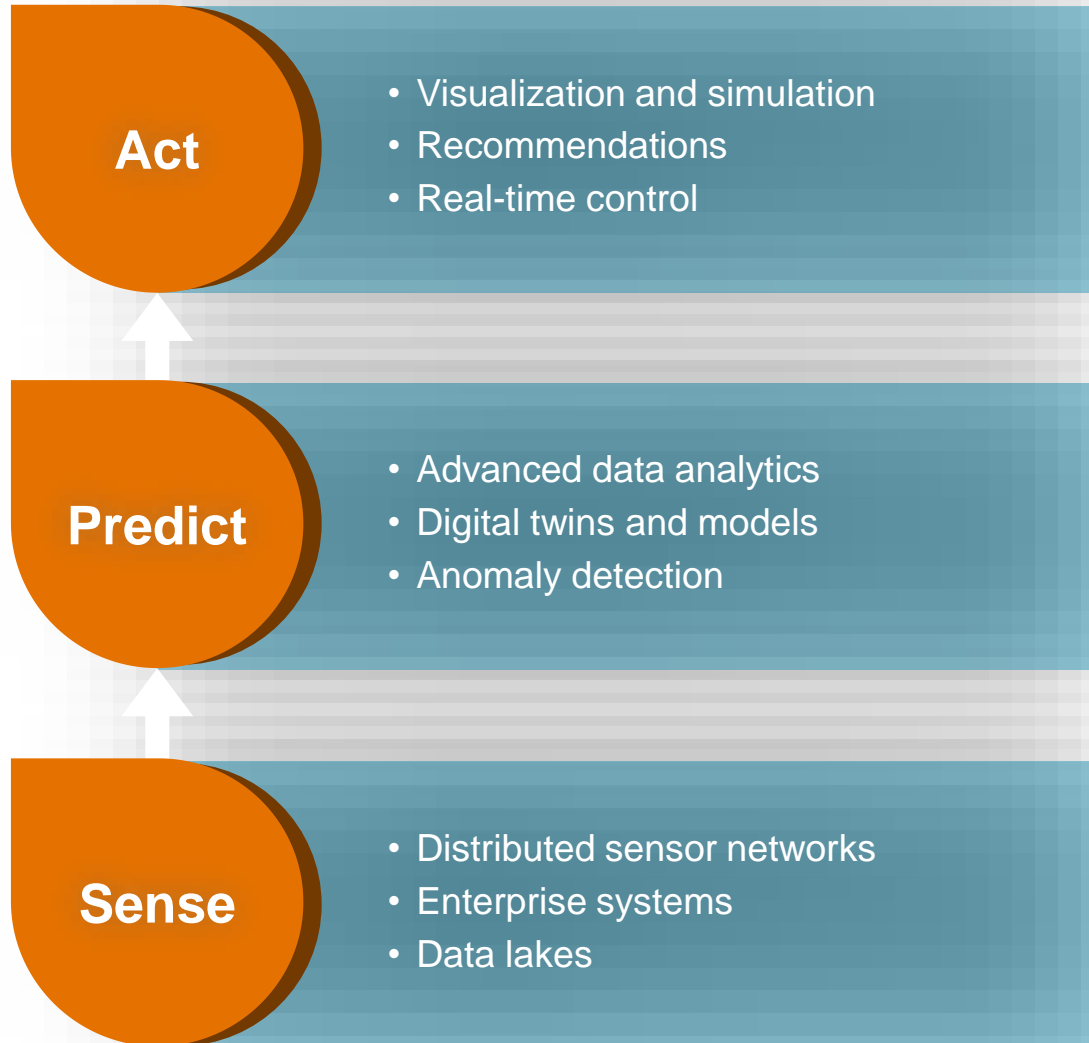 Act
• Visualization and simulation
• Recommendations
• Real-time control
Predict
• Advanced data analytics
• Digital twins and models
• Anomaly detection
Sense
• Distributed sensor networks
• Enterprise systems
• Data lakes